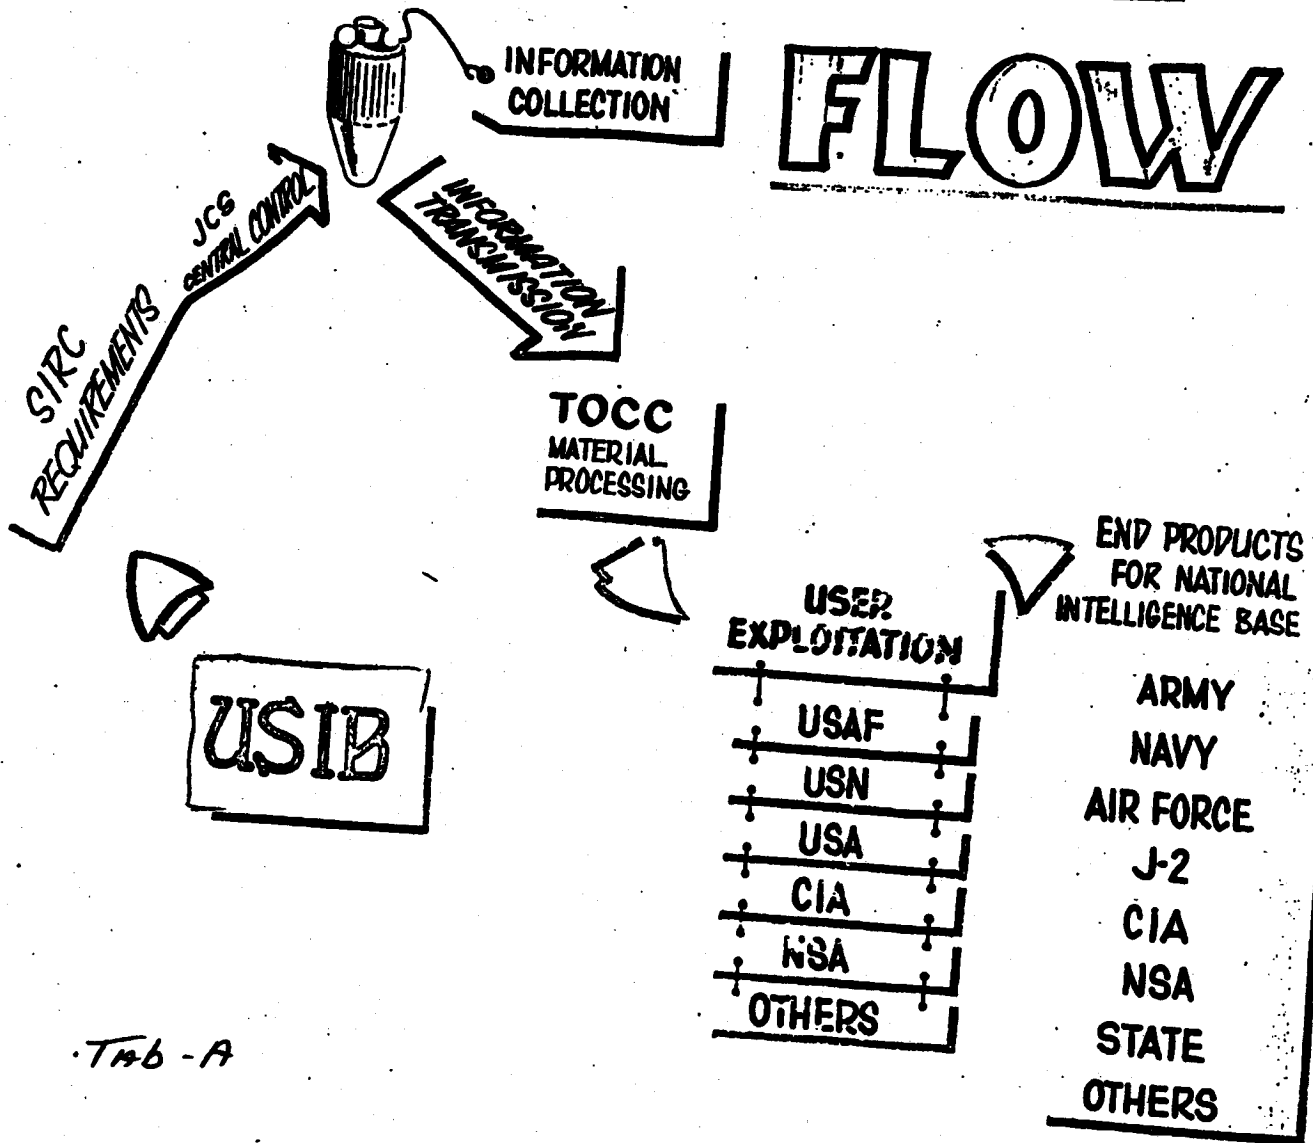 FLOW
INFORMATION
COLLECTION
JCS
CENTRAL CONTROL
SIRC
REQUIREMENTS
INFORMATION
TRANSMISSION
TOCC
MATERIAL
PROCESSING
USIB
USER
EXPLOITATION
USAF
USN
USA
CIA
NSA
OTHERS
END PRODUCTS
FOR NATIONAL
INTELLIGENCE BASE
ARMY
NAVY
AIR FORCE
J-2
CIA
NSA
STATE
OTHERS
TAb - A